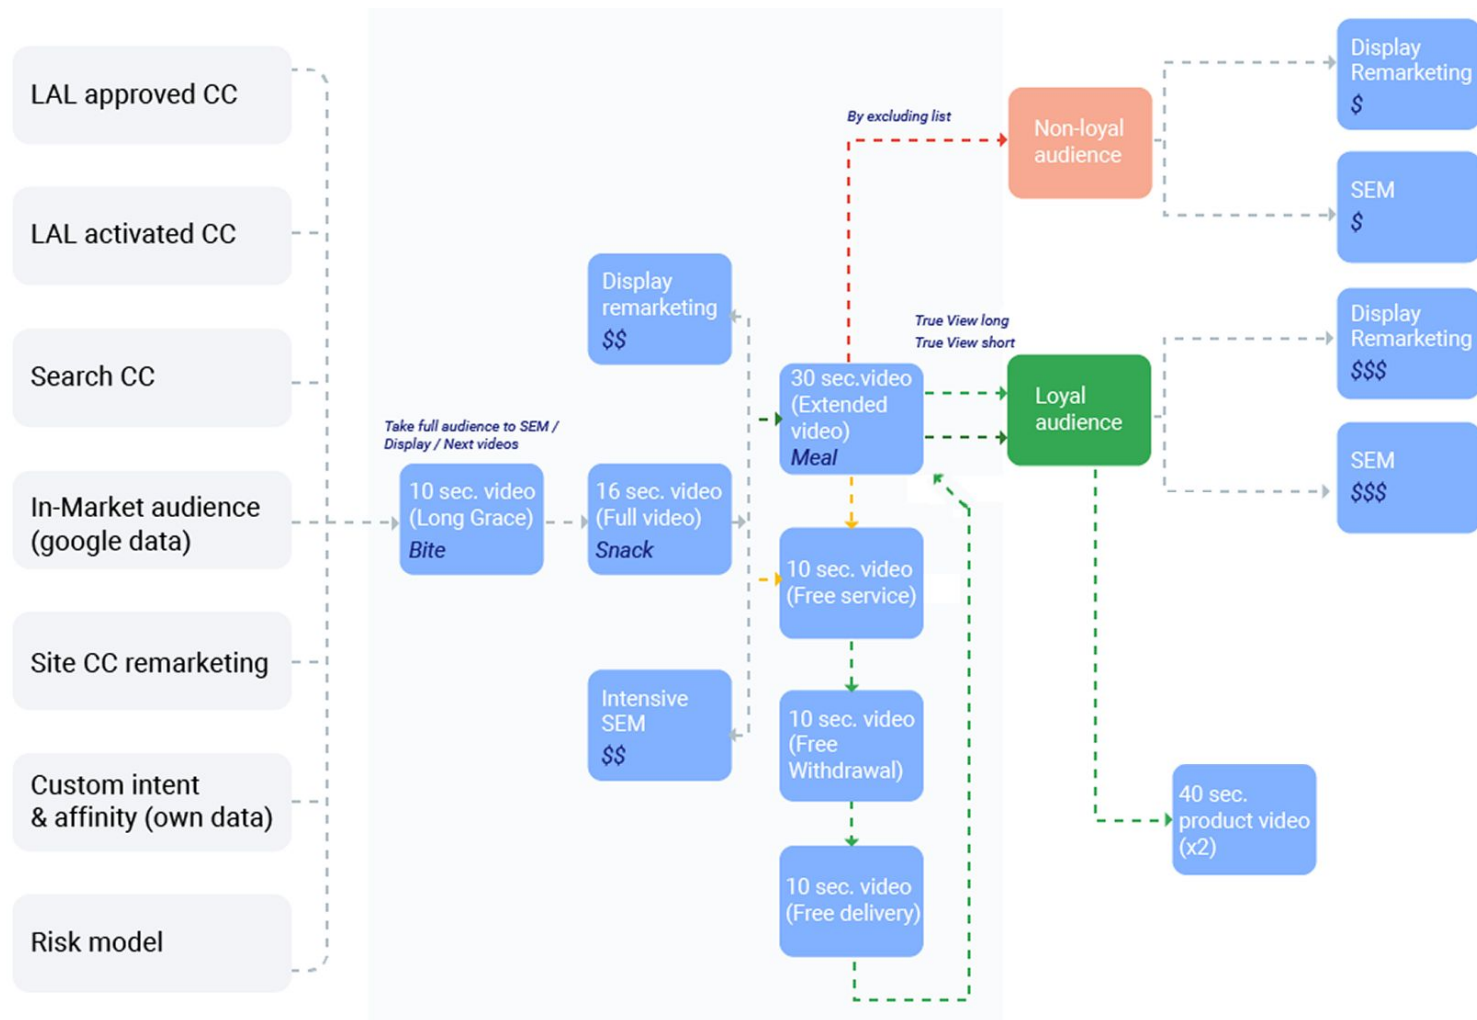 LAL approved CC
LAL activated CC
Search CC
In-Market audience
(google data)
Site CC remarketing
Custom intent
& affinity (own data)
Risk model
Take full audience to SEM /
Display / Next videos
10 sec. video
(Long Grace)
Bite
16 sec. video
(Full video)
Snack
Display
remarketing
$$
Intensive
SEM
$$
By excluding list
True View long
True View short
30 sec.video
(Extended
video)
Meal
10 sec. video
(Free service)
10 sec. video
(Free
Withdrawal)
10 sec. video
(Free delivery)
Non-loyal
audience
Loyal
audience
Display
Remarketing
$
SEM
$
Display
Remarketing
$$$
SEM
$$$
40 sec.
product video
(x2)